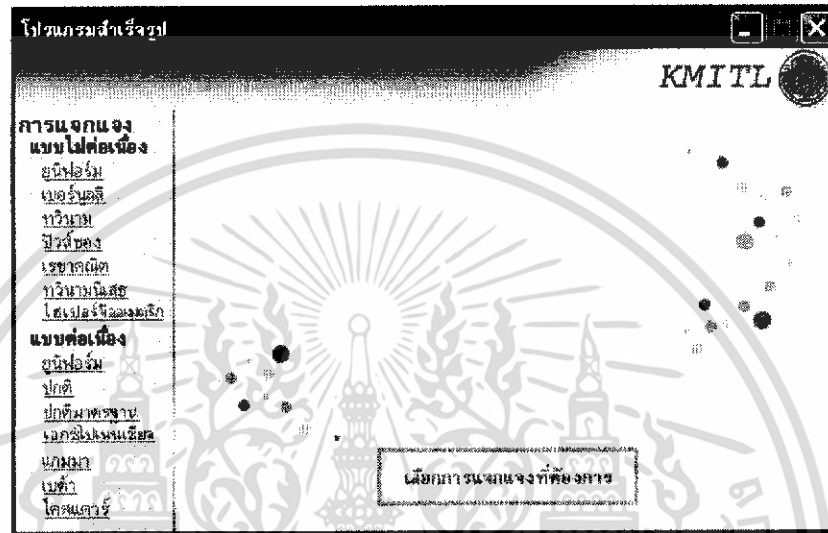 โปรแกรมสำเร็จรูป
KMITL
การแจกแจง
แบบไม่ต่อเนื่อง
ยูนิฟอร์ม
เบอร์นูลลี
ทวินาม
ปัวส์ซอง
เรขาคณิต
ทวินามนิเสธ
ไฮเปอร์จีออเมตริก
แบบต่อเนื่อง
ยูนิฟอร์ม
ปกติ
ปกติมาตรฐาน
เอกซ์โปเนนเชียล
แกมมา
เบต้า
ไคสแควร์
เลือกการแจกแจงที่ต้องการ